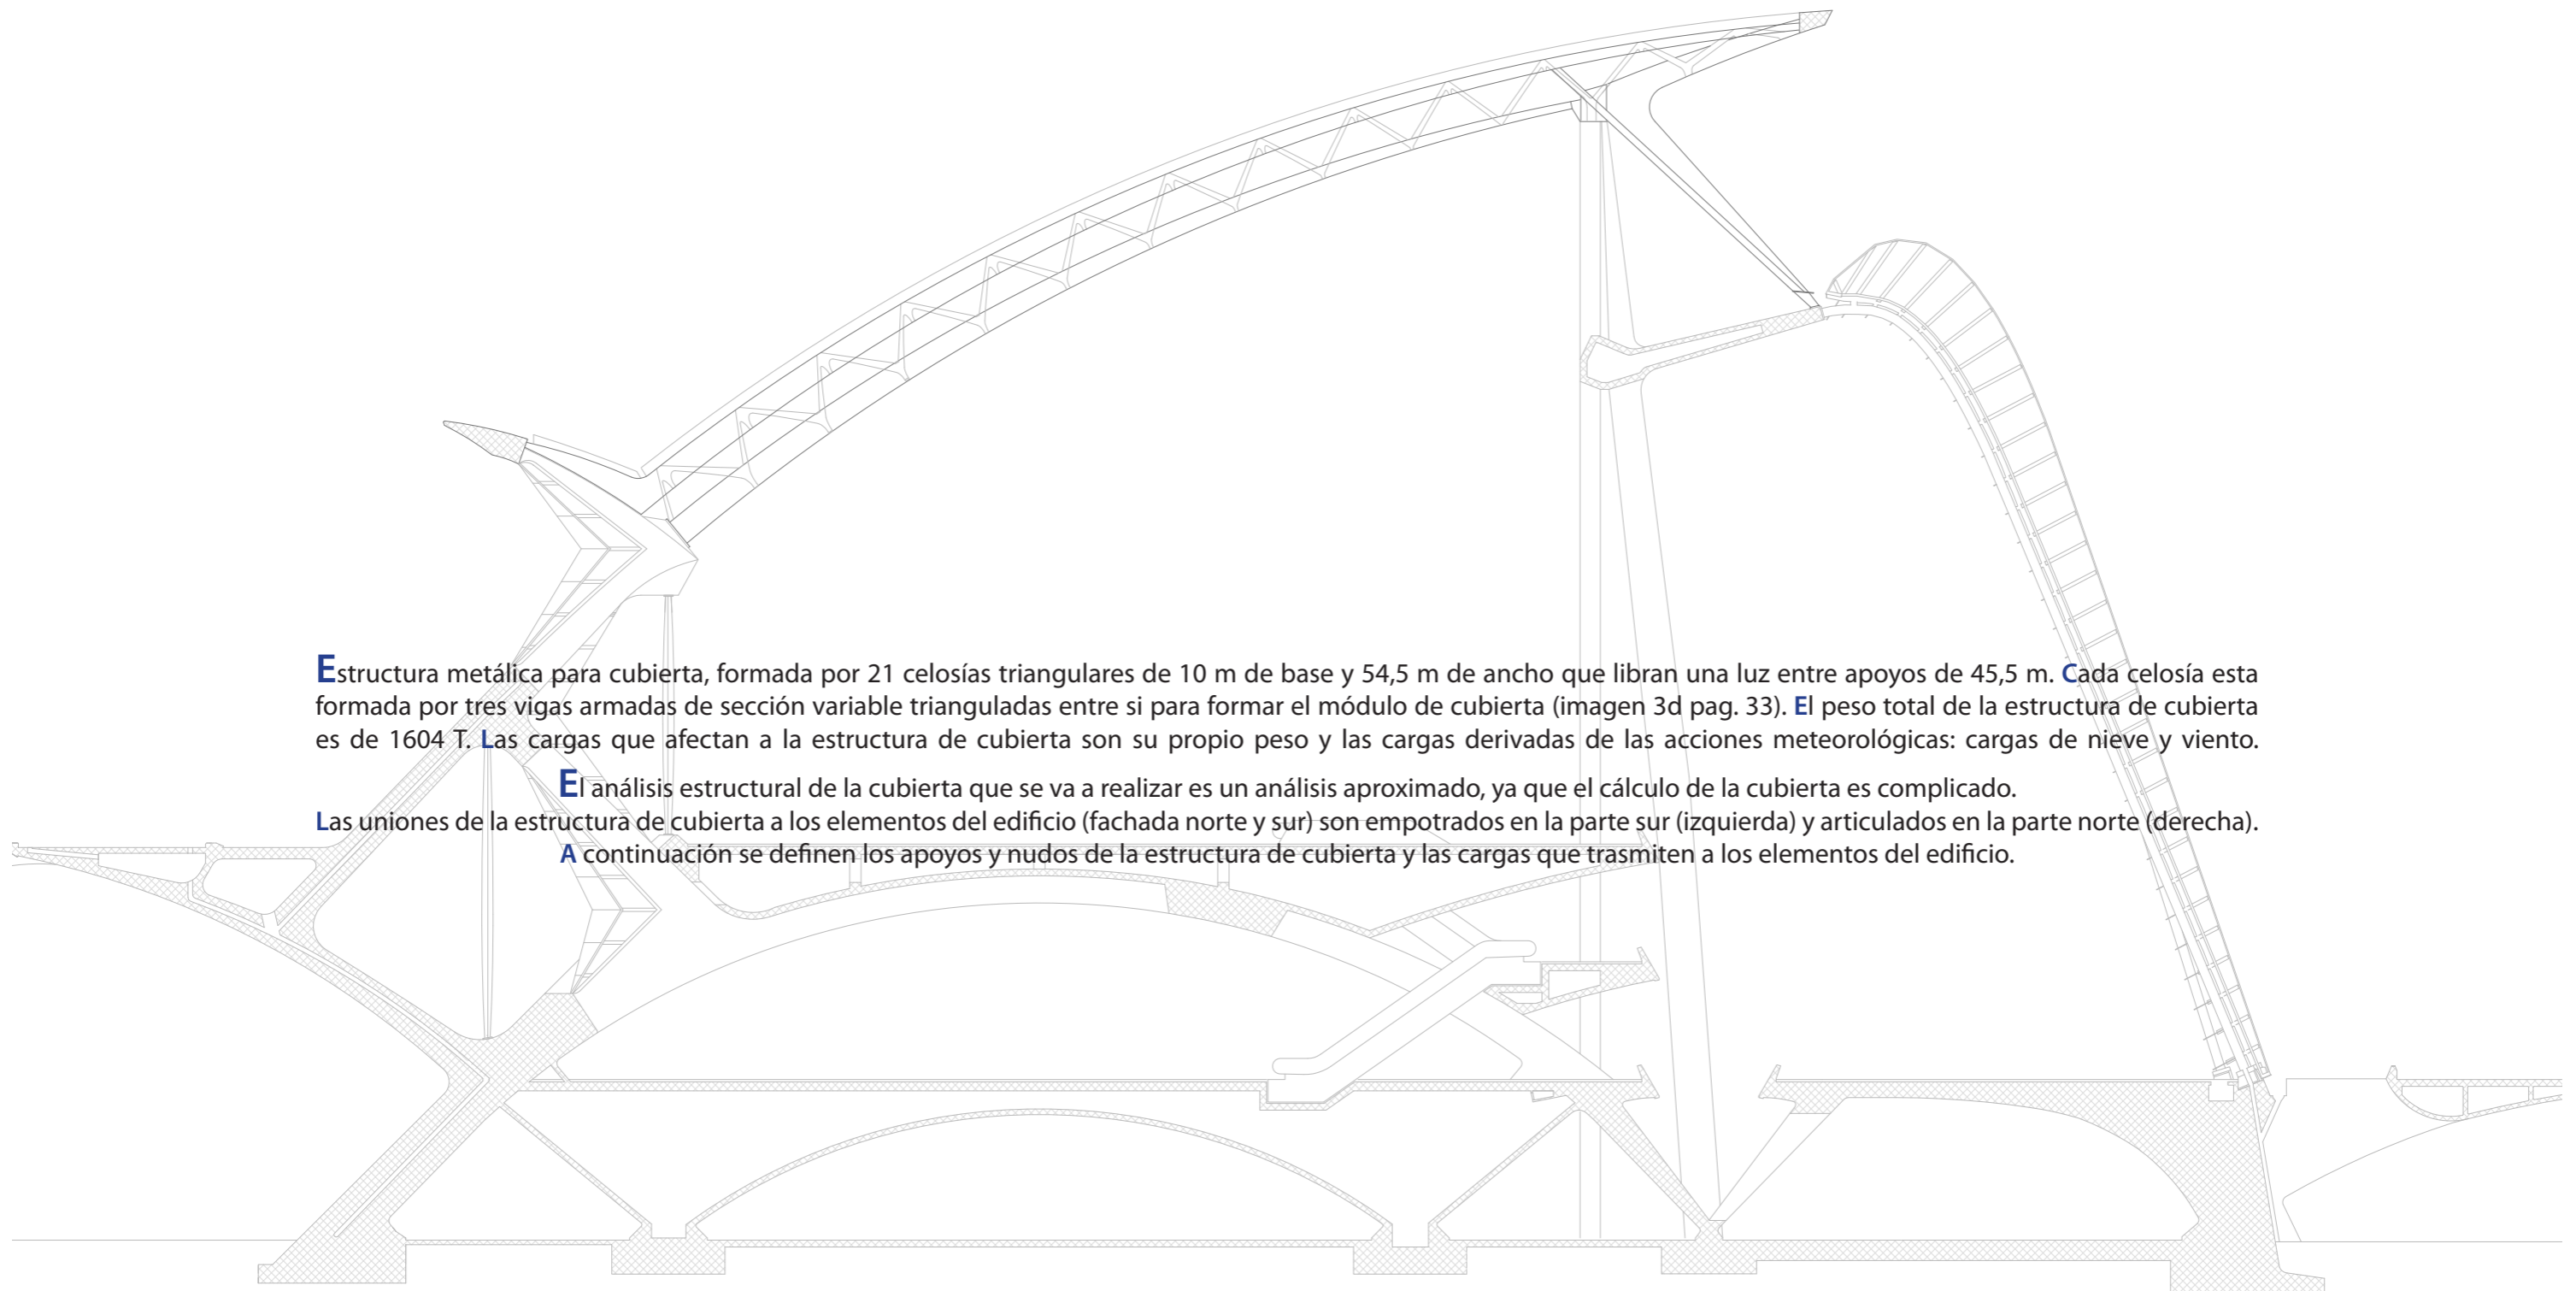 Estructura metálica para cubierta, formada por 21 celosías triangulares de 10 m de base y 54,5 m de ancho que libran una luz entre apoyos de 45,5 m. Cada celosía esta
formada por tres vigas armadas de sección variable trianguladas entre si para formar el módulo de cubierta (imagen 3d pag. 33). El peso total de la estructura de cubierta
es de 1604 T. Las cargas que afectan a la estructura de cubierta son su propio peso y las cargas derivadas de las acciones meteorológicas: cargas de nieve y viento.
El análisis estructural de la cubierta que se va a realizar es un análisis aproximado, ya que el cálculo de la cubierta es complicado.
Las uniones de la estructura de cubierta a los elementos del edificio (fachada norte y sur) son empotrados en la parte sur (izquierda) y articulados en la parte norte (derecha).
A continuación se definen los apoyos y nudos de la estructura de cubierta y las cargas que trasmiten a los elementos del edificio.